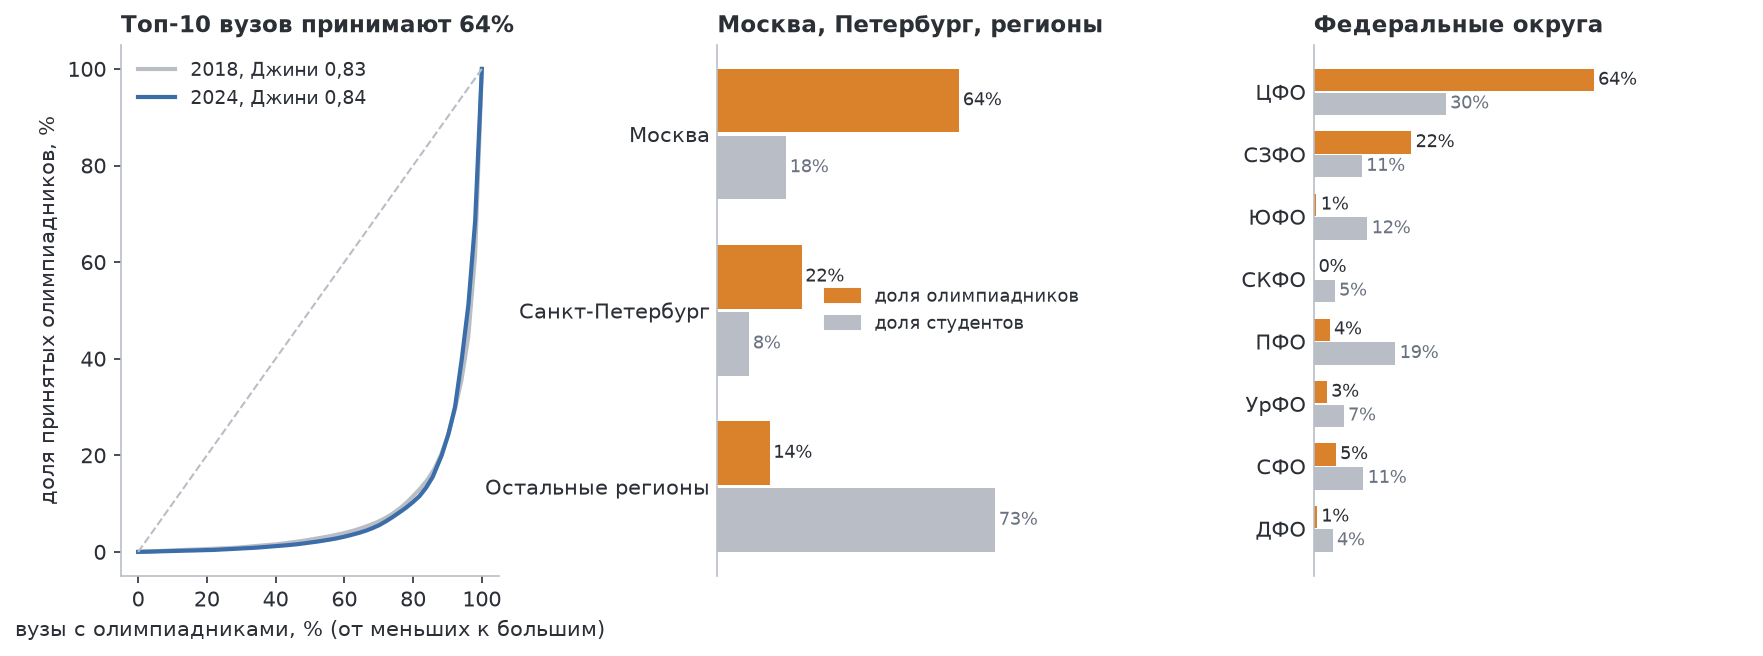 Топ-10 вузов принимают 64%
2018, Джини 0,83
2024, Джини 0,84
доля принятых олимпиадников, %
100
80
60
40
20
0
0 20 40 60 80 100
вузы с олимпиадниками, % (от меньших к большим)
Москва, Петербург, регионы
Москва
64%
18%
Санкт-Петербург
22%
8%
доля олимпиадников
доля студентов
Остальные регионы
14%
73%
Федеральные округа
ЦФО
64%
30%
СЗФО
22%
11%
ЮФО
1%
12%
СКФО
0%
5%
ПФО
4%
19%
УрФО
3%
7%
СФО
5%
11%
ДФО
1%
4%